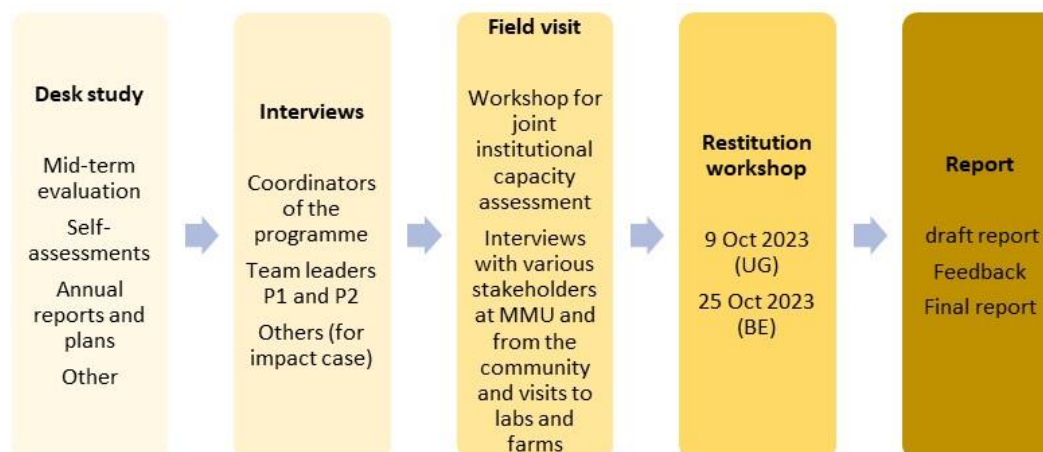 Desk study
Mid-term
evaluation
Self-
assessments
Annual
reports and
plans
Other
Interviews
Coordinators
of the
programme
Team leaders
P1 and P2
Others (for
impact case)
Field visit
Workshop for
joint
institutional
capacity
assessment
Interviews
with various
stakeholders
at MMU and
from the
community
and visits to
labs and
farms
Restitution
workshop
9 Oct 2023
(UG)
25 Oct 2023
(BE)
Report
draft report
Feedback
Final report